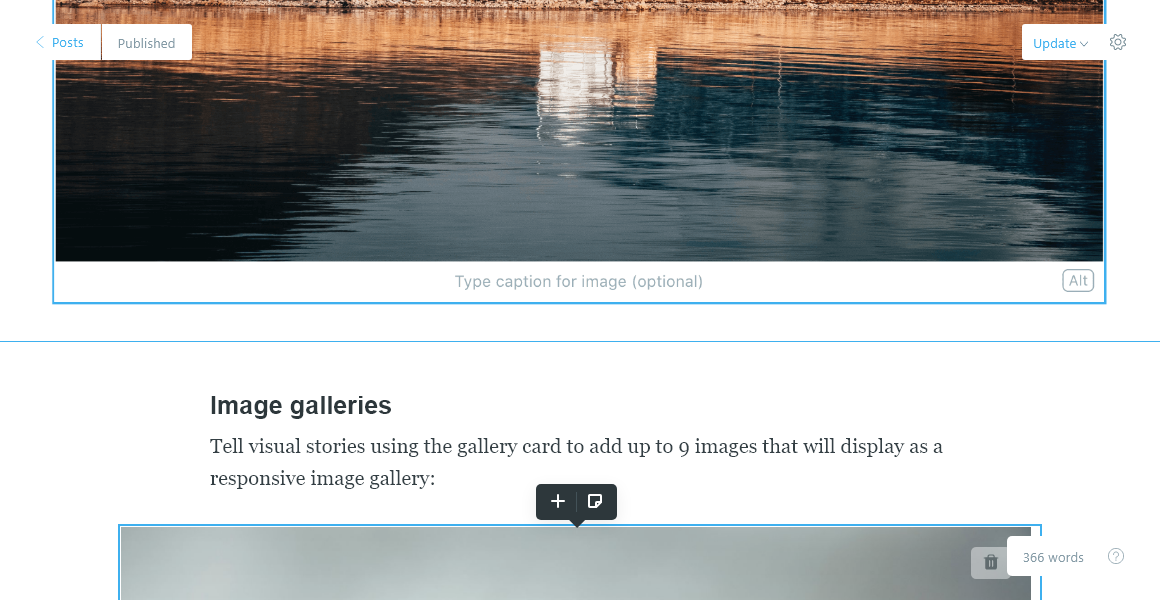 Posts
Published
Update
Type caption for image (optional)
Alt
Image galleries
Tell visual stories using the gallery card to add up to 9 images that will display as a
responsive image gallery:
366 words
?